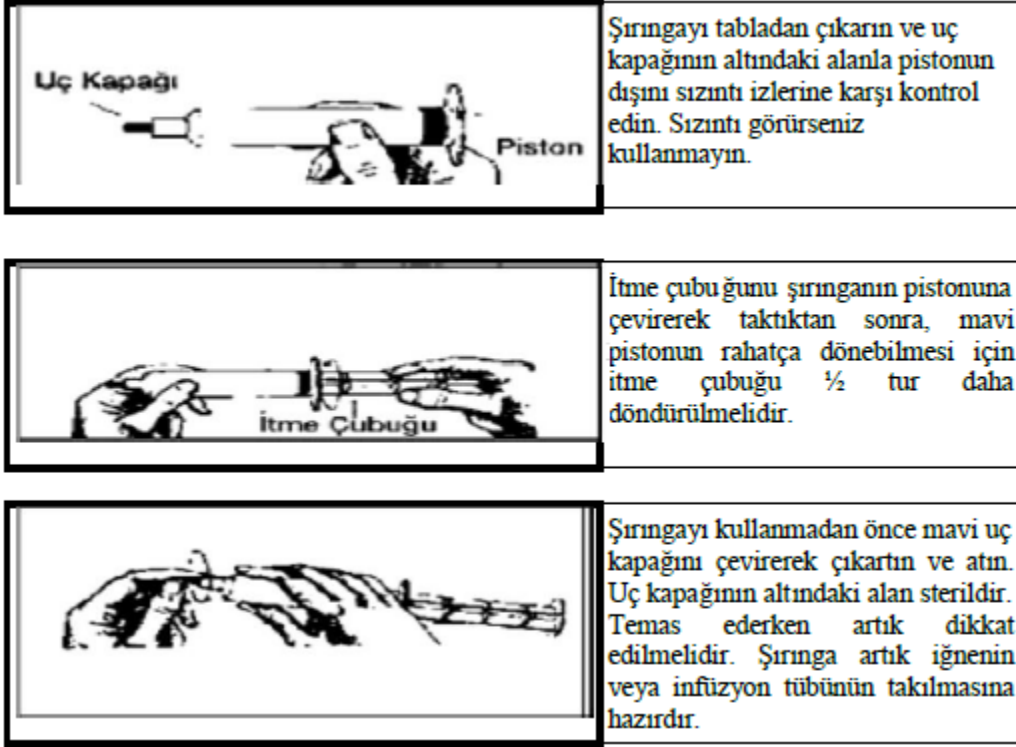 Uç Kapağı
Piston
Şırıngayı tabladan çıkarın ve uç
kapağının altındaki alanla pistonun
dışını sızıntı izlerine karşı kontrol
edin. Sızıntı görürseniz
kullanmayın.
İtme Çubuğu
İtme çubuğunu şırınganın pistonuna
çevirerek taktıktan sonra, mavi
pistonun rahatça dönebilmesi için
itme çubuğu ½ tur daha
döndürülmelidir.
Şırıngayı kullanmadan önce mavi uç
kapağını çevirerek çıkartın ve atın.
Uç kapağının altındaki alan sterildir.
Temas ederken artık dikkat
edilmelidir. Şırınga artık iğnenin
veya infüzyon tübünün takılmasına
hazırdır.